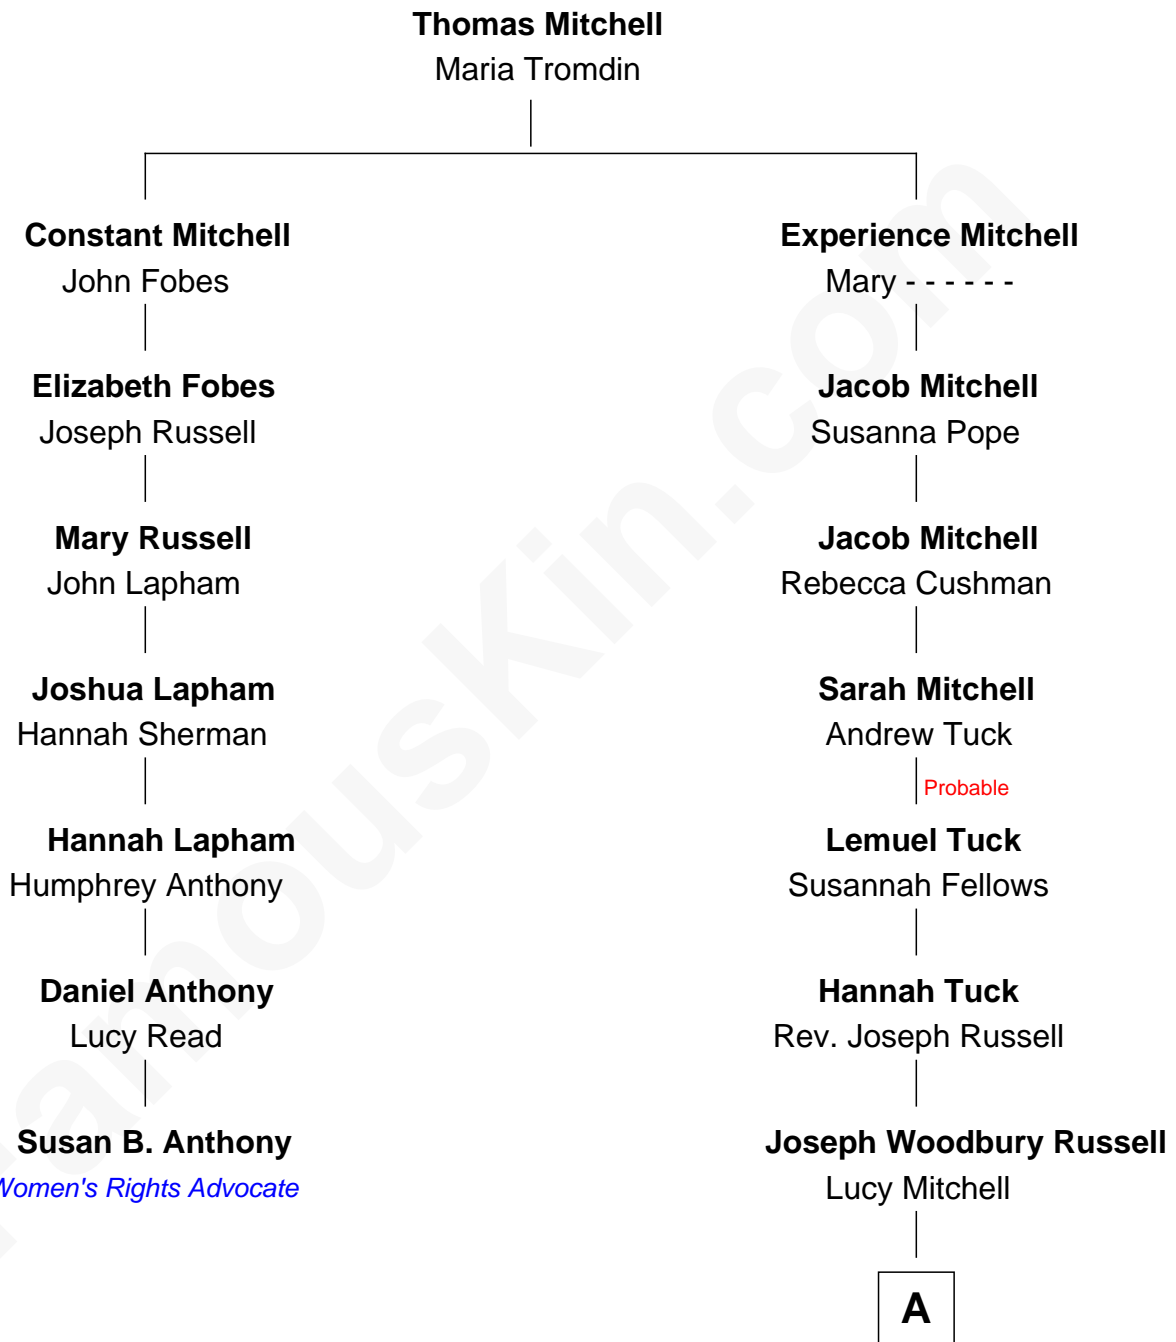 Thomas Mitchell
Maria Tromdin
Constant Mitchell
John Fobes
Elizabeth Fobes
Joseph Russell
Mary Russell
John Lapham
Joshua Lapham
Hannah Sherman
Hannah Lapham
Humphrey Anthony
Daniel Anthony
Lucy Read
Susan B. Anthony
Women's Rights Advocate
Experience Mitchell
Mary - - - - - -
Jacob Mitchell
Susanna Pope
Jacob Mitchell
Rebecca Cushman
Sarah Mitchell
Andrew Tuck
Probable
Lemuel Tuck
Susannah Fellows
Hannah Tuck
Rev. Joseph Russell
Joseph Woodbury Russell
Lucy Mitchell
A
FamousKin.com